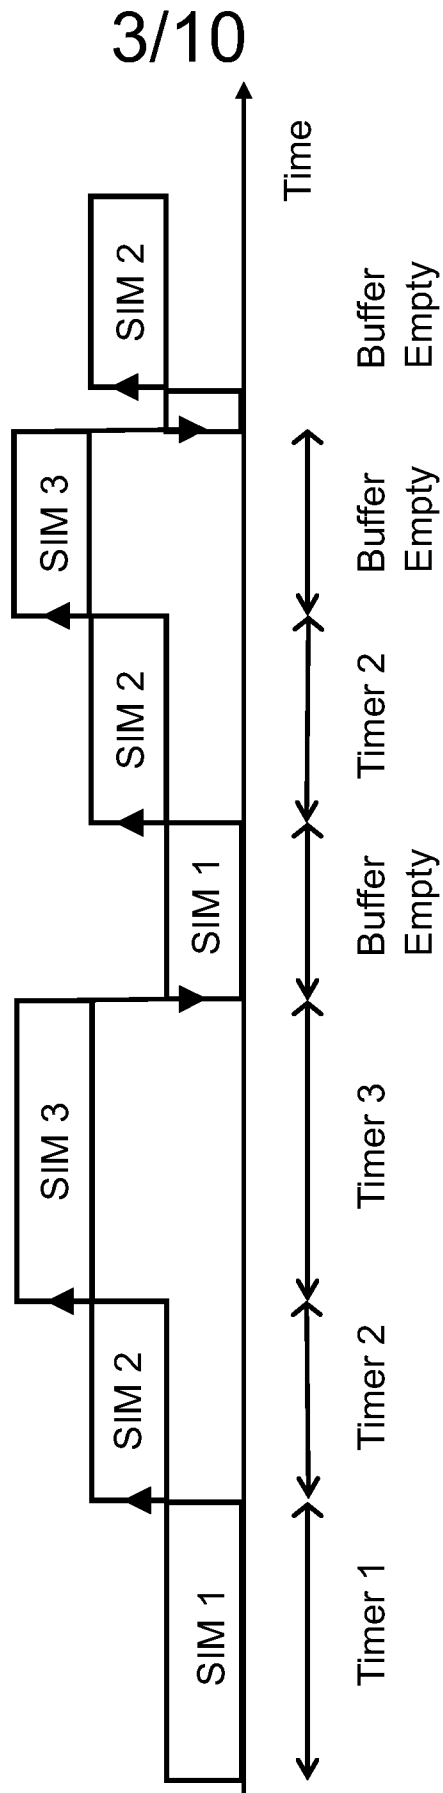 3/10
SIM 3
SIM 3
SIM 2
SIM 2
SIM 2
SIM 1
SIM 1
Time
Timer 1
Timer 2
Timer 3
Buffer
Empty
Timer 2
Buffer
Empty
Buffer
Empty